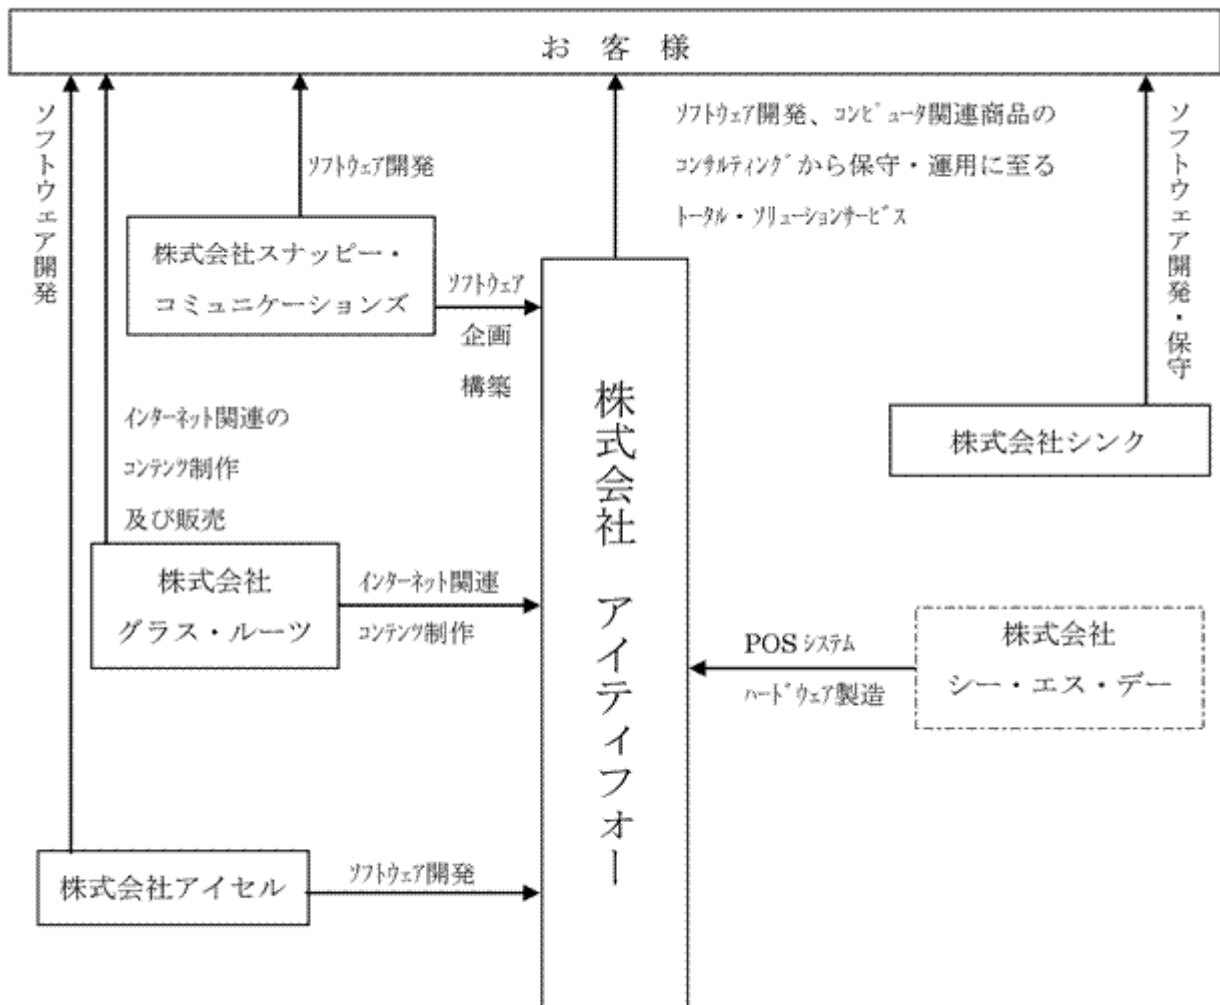 お 客 様
ソフトウェア開発
ｿﾌﾄｳｪｱ開発
ｿﾌﾄｳｪｱ開発、ｺﾝﾋﾟｭｰﾀ関連商品の
ｺﾝｻﾙﾃｨﾝｸﾞから保守・運用に至る
ﾄｰﾀﾙ・ｿﾘｭｰｼｮﾝｻｰﾋﾞｽ
ソフトウェア開発・保守
株式会社スナッピー・
コミュニケーションズ
ｿﾌﾄｳｪｱ
企画
構築
株式会社 アイティフォー
株式会社シンク
ｲﾝﾀｰﾈｯﾄ関連の
ｺﾝﾃﾝﾂ制作
及び販売
株式会社
グラス・ルーツ
ｲﾝﾀｰﾈｯﾄ関連
ｺﾝﾃﾝﾂ制作
POS ｼｽﾃﾑ
ﾊｰﾄﾞｳｪｱ製造
株式会社
シー・エス・デー
株式会社アイセル
ｿﾌﾄｳｪｱ開発